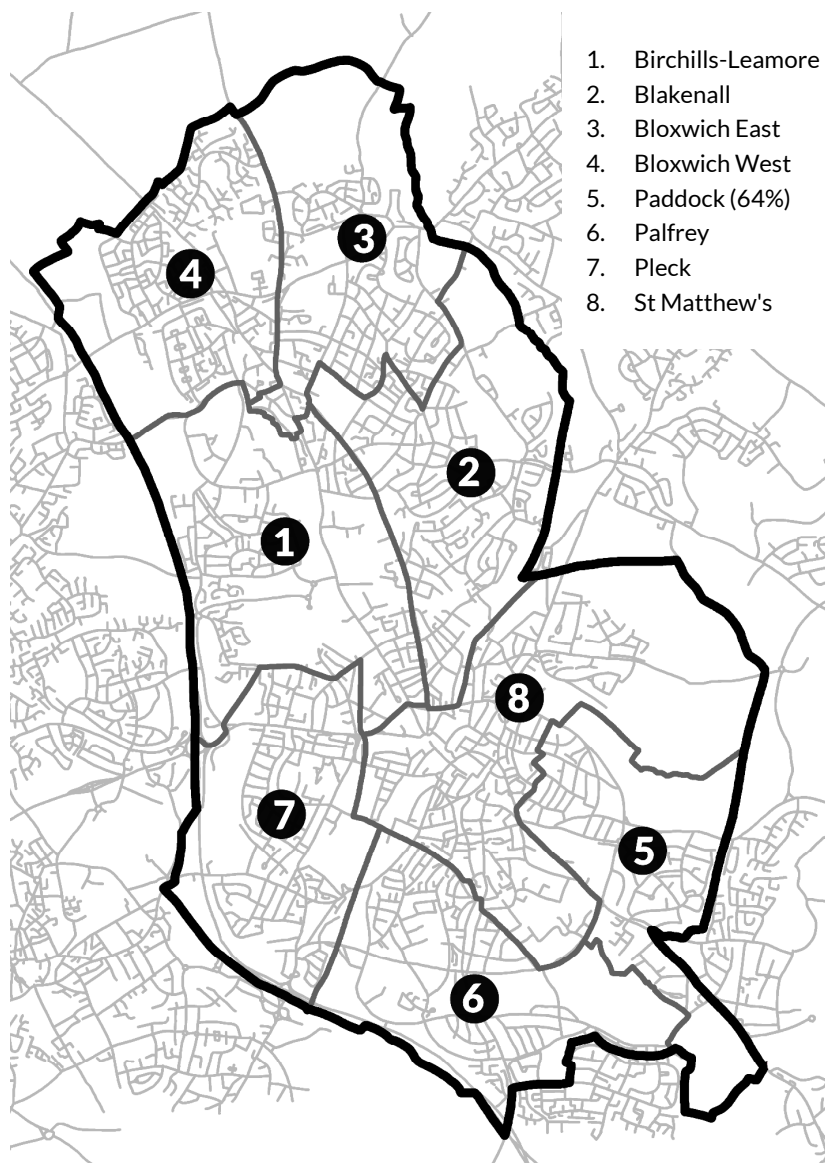 1. Birchills-Leamore
2. Blakenall
3. Bloxwich East
4. Bloxwich West
5. Paddock (64%)
6. Palfrey
7. Pleck
8. St Matthew's
3
4
2
1
8
7
5
6